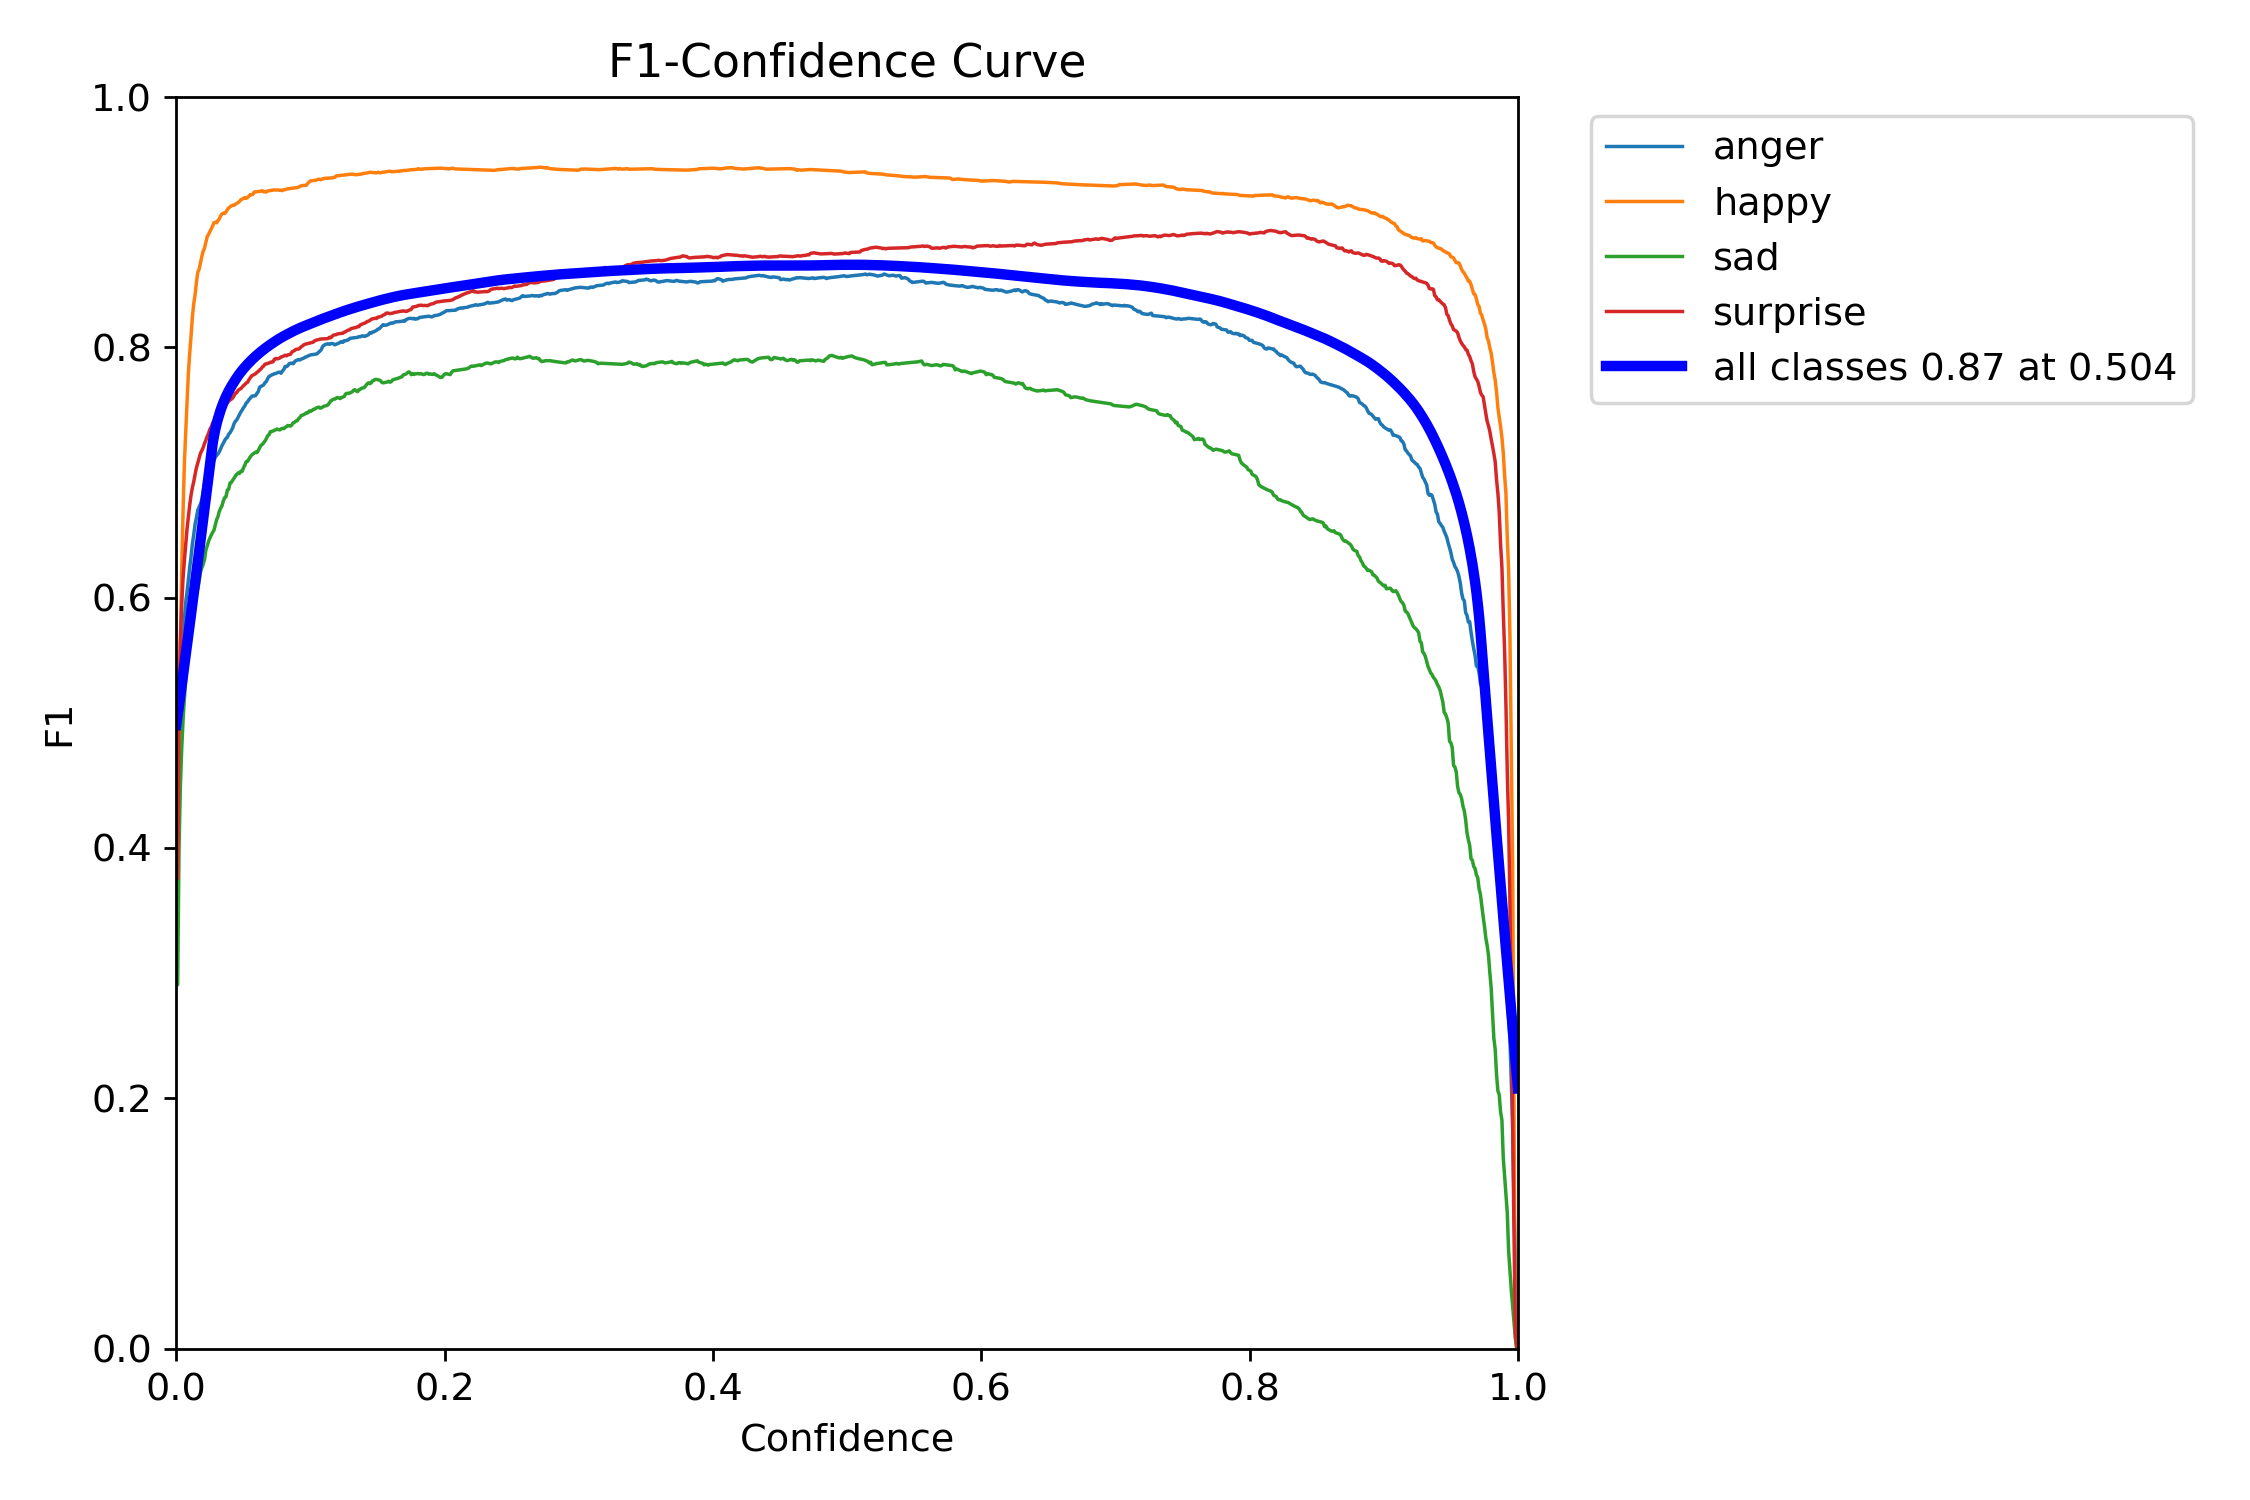 F1-Confidence Curve
1.0
0.8
0.6
0.4
0.2
0.0
F1
0.0 0.2 0.4 0.6 0.8 1.0
Confidence
anger
happy
sad
surprise
all classes 0.87 at 0.504